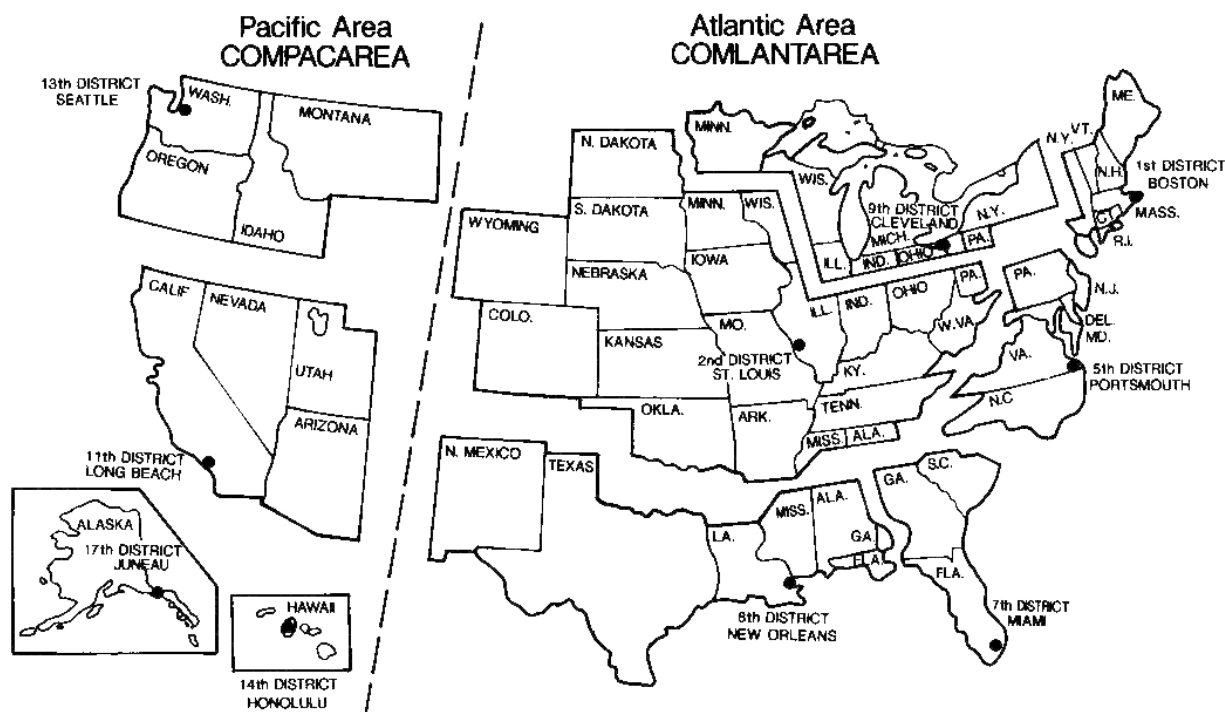 Pacific Area
COMPACAREA
Atlantic Area
COMLANTAREA
13th DISTRICT
SEATTLE
WASH.
MONTANA
OREGON
IDAHO
CALIF
NEVADA
UTAH
ARIZONA
11th DISTRICT
LONG BEACH
ALASKA
17th DISTRICT
JUNEAU
HAWAII
14th DISTRICT
HONOLULU
N. DAKOTA
MINN.
WIS.
S. DAKOTA
MINN.
WIS.
WYOMING
NEBRASKA
IOWA
COLO.
KANSAS
MO.
ILL.
2nd DISTRICT
ST. LOUIS
OKLA.
ARK.
9th DISTRICT
CLEVELAND
MICH.
ILL.
IND.
OHIO
PA.
N.Y.
IND.
OHIO
PA.
W.VA.
KY.
TENN.
MISS
ALA.
N.Y.
VT.
ME.
N.H.
1st DISTRICT
BOSTON
MASS.
CT.
R.I.
PA.
N.J.
DEL.
MD.
VA.
5th DISTRICT
PORTSMOUTH
N.C
N. MEXICO
TEXAS
LA.
MISS.
ALA.
GA.
FLA.
8th DISTRICT
NEW ORLEANS
GA.
S.C.
FLA.
7th DISTRICT
MIAMI